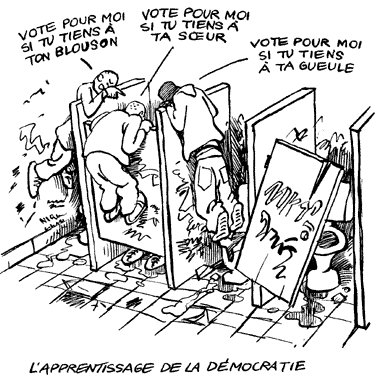 VOTE POUR MOI
SI TU TIENS À
TON BLOUSON
VOTE POUR MOI
SI TU TIENS À
TA SŒUR
VOTE POUR MOI
SI TU TIENS
À TA GUEULE
L'APPRENTISSAGE DE LA DÉMOCRATIE